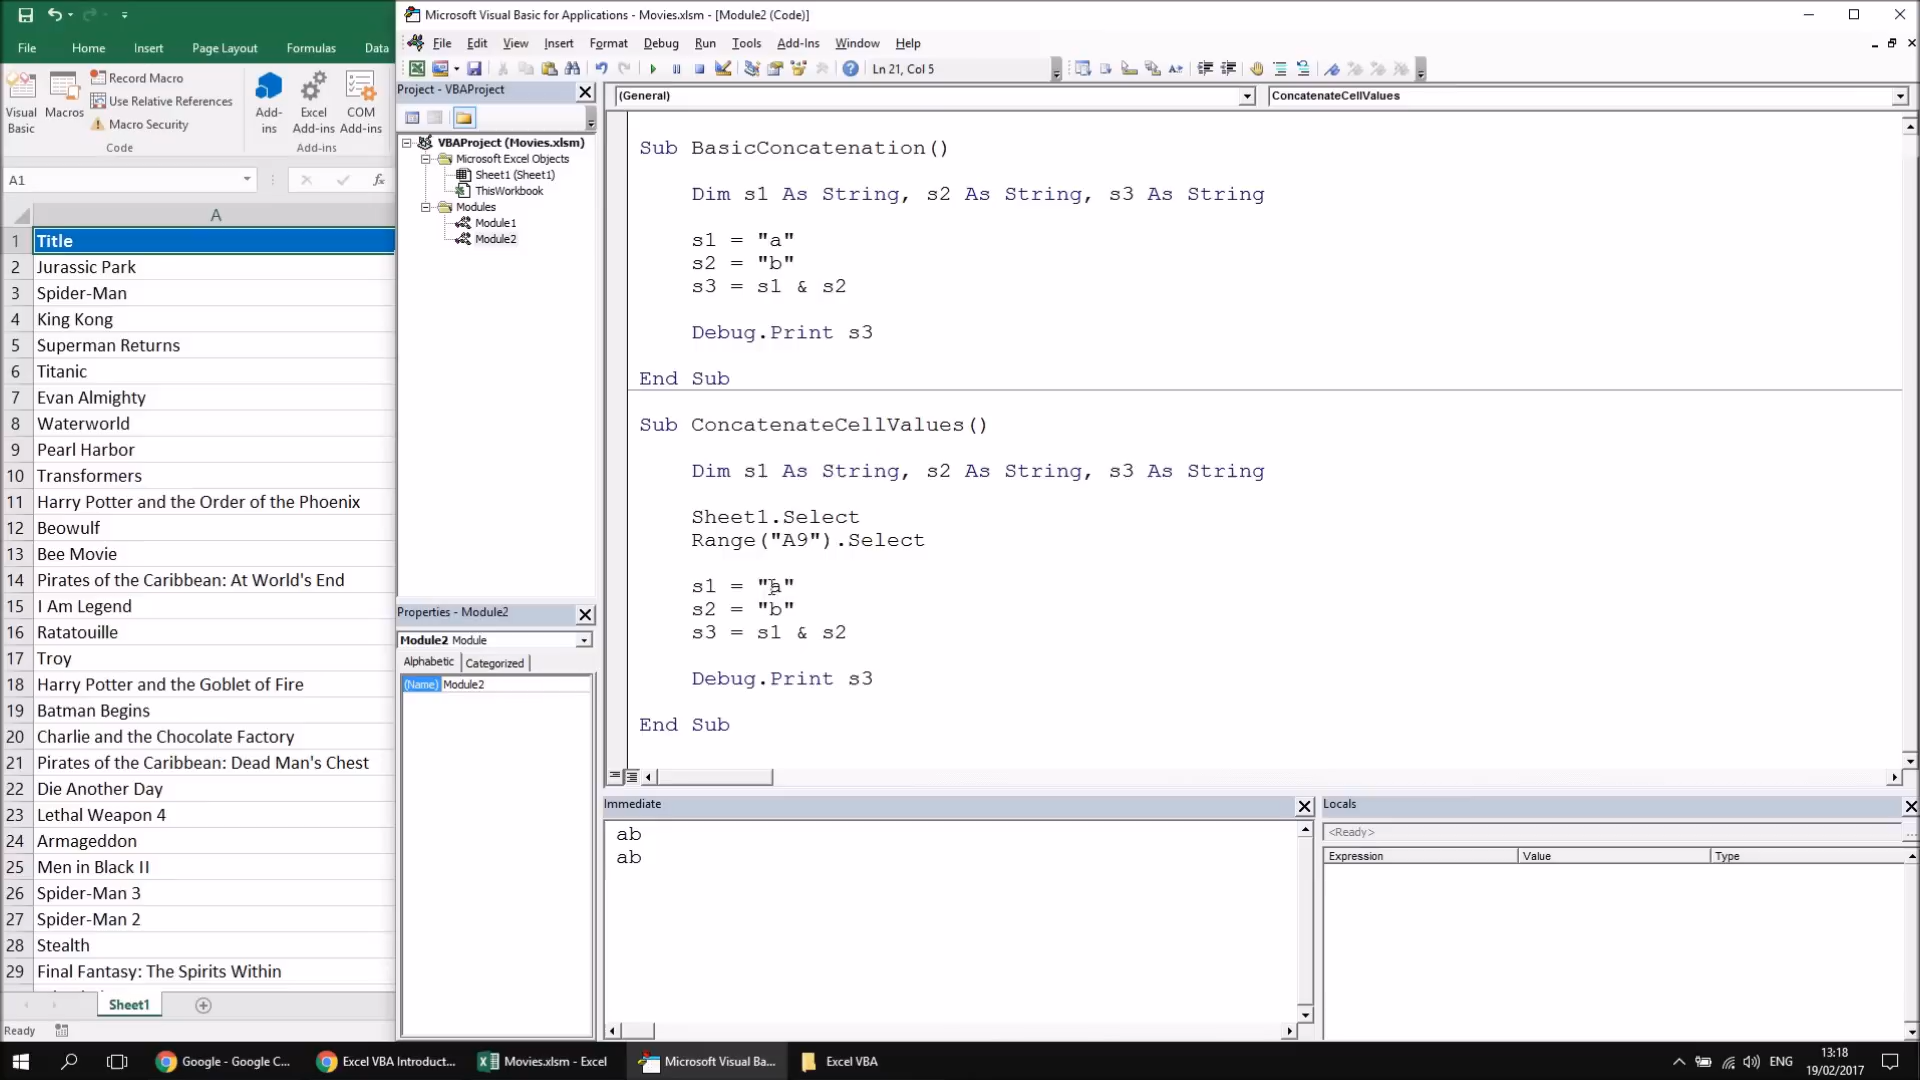 Microsoft Visual Basic for Applications - Movies.xlsm - [Module2 (Code)]
File Home Insert Page Layout Formulas Data
File Edit View Insert Format Debug Run Tools Add-Ins Window Help
Ln 21, Col 5
Visual Basic
Macros
Record Macro
Use Relative References
Macro Security
Code
Add-ins
Excel Add-ins
COM Add-ins
Add-ins
A1
fx
A
1 Title
2 Jurassic Park
3 Spider-Man
4 King Kong
5 Superman Returns
6 Titanic
7 Evan Almighty
8 Waterworld
9 Pearl Harbor
10 Transformers
11 Harry Potter and the Order of the Phoenix
12 Beowulf
13 Bee Movie
14 Pirates of the Caribbean: At World's End
15 I Am Legend
16 Ratatouille
17 Troy
18 Harry Potter and the Goblet of Fire
19 Batman Begins
20 Charlie and the Chocolate Factory
21 Pirates of the Caribbean: Dead Man's Chest
22 Die Another Day
23 Lethal Weapon 4
24 Armageddon
25 Men in Black II
26 Spider-Man 3
27 Spider-Man 2
28 Stealth
29 Final Fantasy: The Spirits Within
Sheet1
Ready
Project - VBAProject
VBAProject (Movies.xlsm)
Microsoft Excel Objects
Sheet1 (Sheet1)
ThisWorkbook
Modules
Module1
Module2
Properties - Module2
Module2 Module
Alphabetic Categorized
(Name) Module2
(General)
ConcatenateCellValues
Sub BasicConcatenation()
Dim s1 As String, s2 As String, s3 As String
s1 = "a"
s2 = "b"
s3 = s1 & s2
Debug.Print s3
End Sub
Sub ConcatenateCellValues()
Dim s1 As String, s2 As String, s3 As String
Sheet1.Select
Range("A9").Select
s1 = "a"
s2 = "b"
s3 = s1 & s2
Debug.Print s3
End Sub
Immediate
ab
ab
Locals
<Ready>
Expression Value Type
Google - Google C...
Excel VBA Introduct...
Movies.xlsm - Excel
Microsoft Visual Ba...
Excel VBA
ENG
13:18
19/02/2017